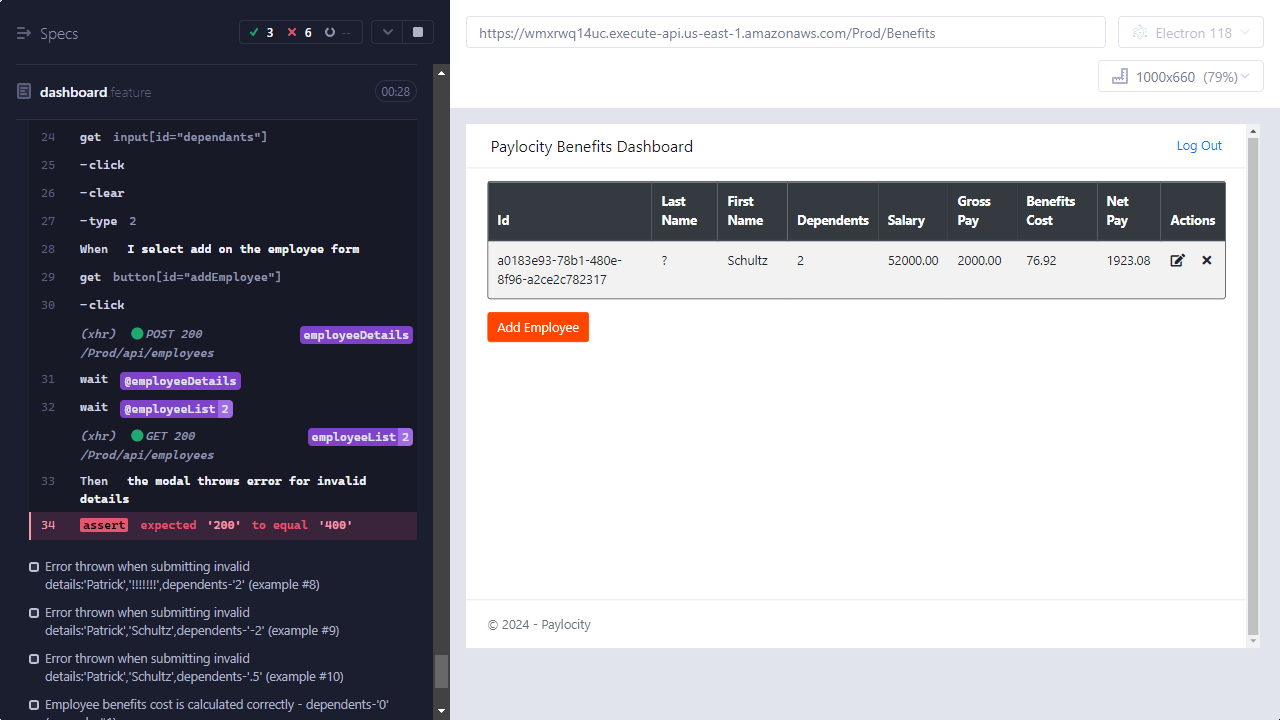 Specs
3
6
--
dashboard.feature
00:28
24 get input[id="dependants"]
25 -click
26 -clear
27 -type 2
28 When I select add on the employee form
29 get button[id="addEmployee"]
30 -click
(xhr) POST 200 employeeDetails
/Prod/api/employees
31 wait @employeeDetails
32 wait @employeeList 2
(xhr) GET 200 employeeList 2
/Prod/api/employees
33 Then the modal throws error for invalid
details
34 assert expected '200' to equal '400'
Error thrown when submitting invalid
details:'Patrick','!!!!!!!',dependents-'2' (example #8)
Error thrown when submitting invalid
details:'Patrick','Schultz',dependents-'-2' (example #9)
Error thrown when submitting invalid
details:'Patrick','Schultz',dependents-'.5' (example #10)
Employee benefits cost is calculated correctly - dependents-'0'
https://wmxrwq14uc.execute-api.us-east-1.amazonaws.com/Prod/Benefits
Electron 118
1000x660 (79%)
Paylocity Benefits Dashboard
Log Out
Id Last Name First Name Dependents Salary Gross Pay Benefits Cost Net Pay Actions
a0183e93-78b1-480e- ? Schultz 2 52000.00 2000.00 76.92 1923.08
8f96-a2ce2c782317
Add Employee
© 2024 - Paylocity